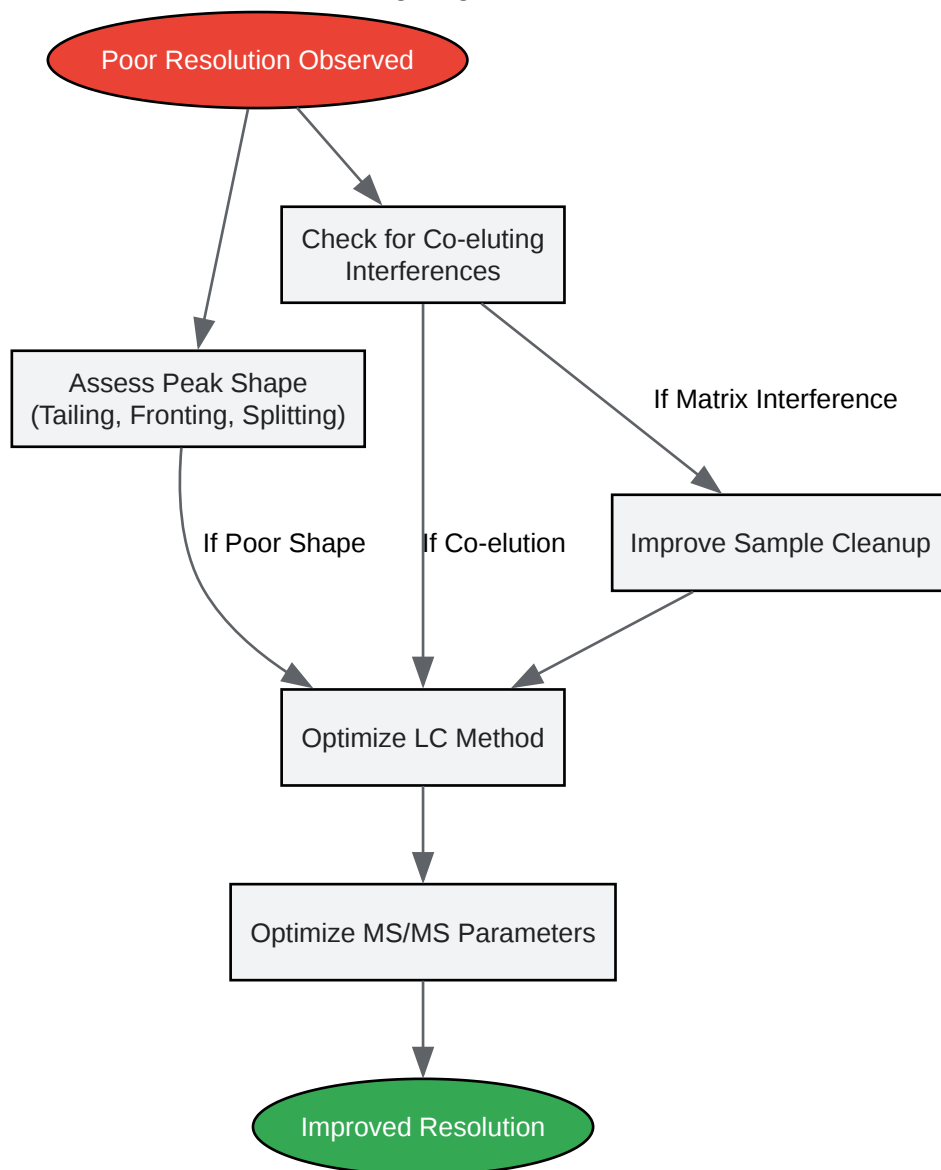 Poor Resolution Observed
Check for Co-eluting
Interferences
Assess Peak Shape
(Tailing, Fronting, Splitting)
If Matrix Interference
If Poor Shape
If Co-elution
Improve Sample Cleanup
Optimize LC Method
Optimize MS/MS Parameters
Improved Resolution